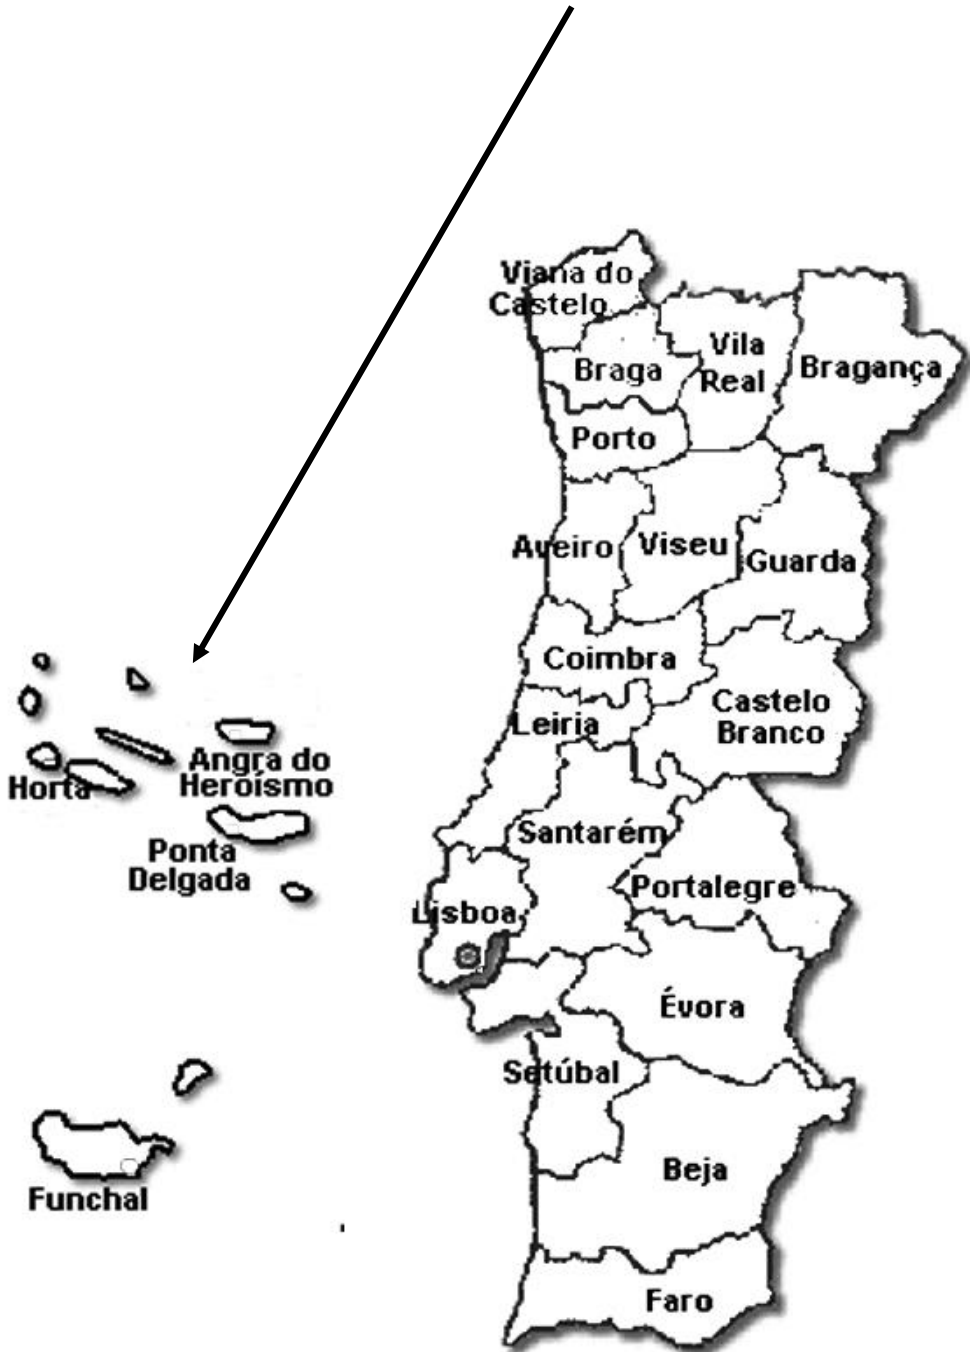 Viana do
Castelo
Braga
Vila
Real
Bragança
Porto
Aveiro
Viseu
Guarda
Coimbra
Leiria
Castelo
Branco
Angra do
Heroísmo
Horta
Santarém
Ponta
Delgada
Portalegre
Lisboa
Évora
Setúbal
Beja
Funchal
Faro